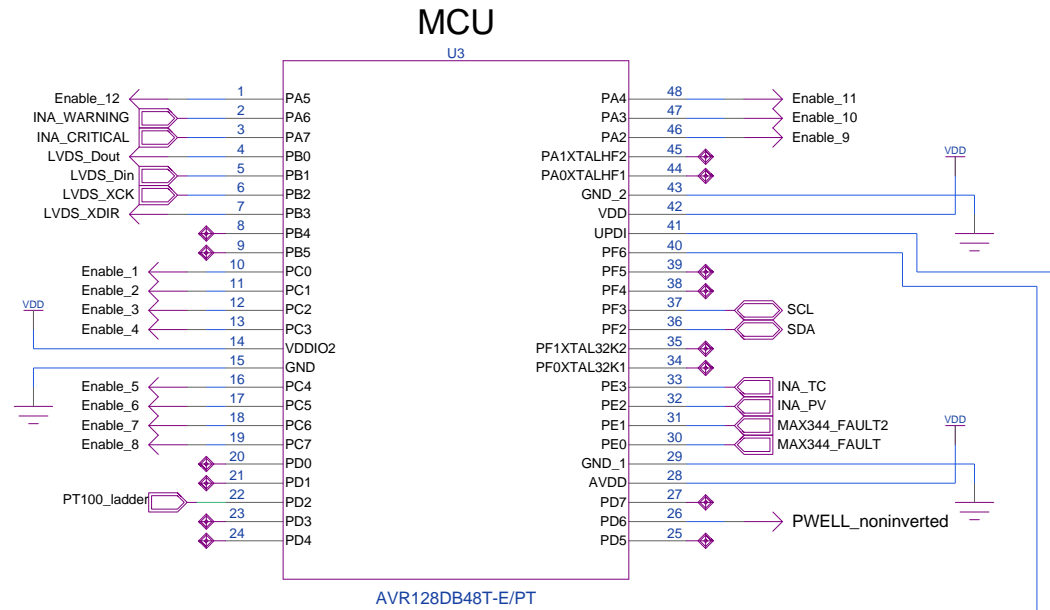 MCU
U3
Enable_12 1 PA5 PA4 48 Enable_11
INA_WARNING 2 PA6 PA3 47 Enable_10
INA_CRITICAL 3 PA7 PA2 46 Enable_9
LVDS_Dout 4 PB0 PA1XTALHF2 45
LVDS_Din 5 PB1 PA0XTALHF1 44
LVDS_XCK 6 PB2 GND_2 43
LVDS_XDIR 7 PB3 VDD 42 VDD
8 PB4 UPDI 41
9 PB5 PF6 40
Enable_1 10 PC0 PF5 39
Enable_2 11 PC1 PF4 38
Enable_3 12 PC2 PF3 37 SCL
Enable_4 13 PC3 PF2 36 SDA
VDD 14 VDDIO2 PF1XTAL32K2 35
15 GND PF0XTAL32K1 34
Enable_5 16 PC4 PE3 33 INA_TC
Enable_6 17 PC5 PE2 32 INA_PV
Enable_7 18 PC6 PE1 31 MAX344_FAULT2
Enable_8 19 PC7 PE0 30 MAX344_FAULT
20 PD0 GND_1 29
21 PD1 AVDD 28 VDD
PT100_ladder 22 PD2 PD7 27
23 PD3 PD6 26 PWELL_noninverted
24 PD4 PD5 25
AVR128DB48T-E/PT